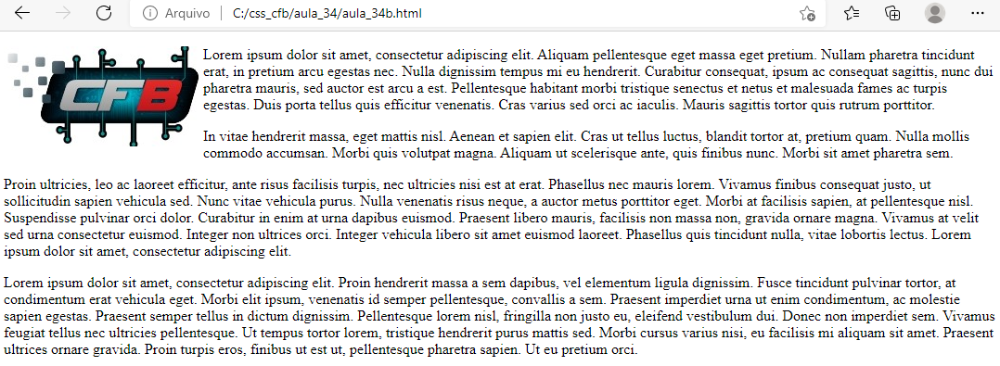 Arquivo | C:/css_cfb/aula_34/aula_34b.html
CFB
Lorem ipsum dolor sit amet, consectetur adipiscing elit. Aliquam pellentesque eget massa eget pretium. Nullam pharetra tincidunt
erat, in pretium arcu egestas nec. Nulla dignissim tempus mi eu hendrerit. Curabitur consequat, ipsum ac consequat sagittis, nunc dui
pharetra mauris, sed auctor est arcu a est. Pellentesque habitant morbi tristique senectus et netus et malesuada fames ac turpis
egestas. Duis porta tellus quis efficitur venenatis. Cras varius sed orci ac iaculis. Mauris sagittis tortor quis rutrum porttitor.
In vitae hendrerit massa, eget mattis nisl. Aenean et sapien elit. Cras ut tellus luctus, blandit tortor at, pretium quam. Nulla mollis
commodo accumsan. Morbi quis volutpat magna. Aliquam ut scelerisque ante, quis finibus nunc. Morbi sit amet pharetra sem.
Proin ultricies, leo ac laoreet efficitur, ante risus facilisis turpis, nec ultricies nisi est at erat. Phasellus nec mauris lorem. Vivamus finibus consequat justo, ut
sollicitudin sapien vehicula sed. Nunc vitae vehicula purus. Nulla venenatis risus neque, a auctor metus porttitor eget. Morbi at facilisis sapien, at pellentesque nisl.
Suspendisse pulvinar orci dolor. Curabitur in enim at urna dapibus euismod. Praesent libero mauris, facilisis non massa non, gravida ornare magna. Vivamus at velit
sed urna consectetur euismod. Integer non ultrices orci. Integer vehicula libero sit amet euismod laoreet. Phasellus quis tincidunt nulla, vitae lobortis lectus. Lorem
ipsum dolor sit amet, consectetur adipiscing elit.
Lorem ipsum dolor sit amet, consectetur adipiscing elit. Proin hendrerit massa a sem dapibus, vel elementum ligula dignissim. Fusce tincidunt pulvinar tortor, at
condimentum erat vehicula eget. Morbi elit ipsum, venenatis id semper pellentesque, convallis a sem. Praesent imperdiet urna ut enim condimentum, ac molestie
sapien egestas. Praesent semper tellus in dictum dignissim. Pellentesque lorem nisl, fringilla non justo eu, eleifend vestibulum dui. Donec non imperdiet sem. Vivamus
feugiat tellus nec ultricies pellentesque. Ut tempus tortor lorem, tristique hendrerit purus mattis sed. Morbi cursus varius nisi, eu facilisis mi aliquam sit amet. Praesent
ultrices ornare gravida. Proin turpis eros, finibus ut est ut, pellentesque pharetra sapien. Ut eu pretium orci.